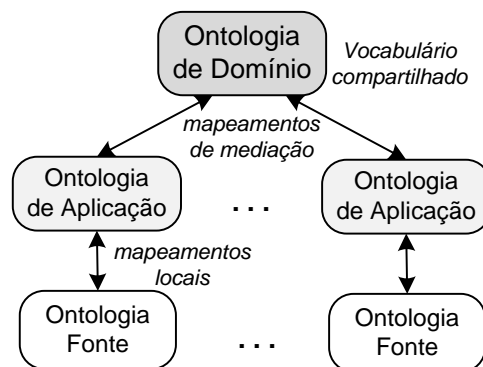 Ontologia
de Domínio
Vocabulário
compartilhado
mapeamentos
de mediação
Ontologia
de Aplicação
. . .
Ontologia
de Aplicação
mapeamentos
locais
Ontologia
Fonte
. . .
Ontologia
Fonte